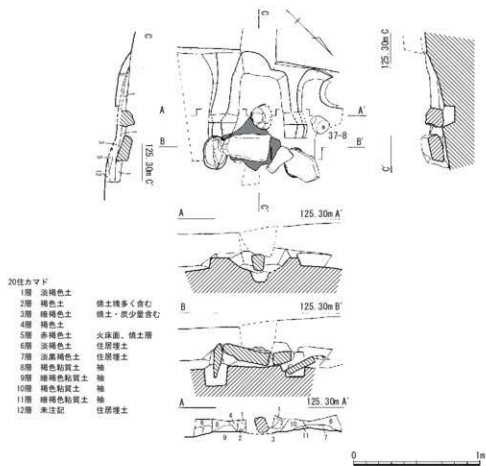 C
C
C
125.30m C'
A
A'
37-8
B
B'
125.30m C'
C'
C'
A
125.30m A'
20住カマド
1層 淡褐色土
2層 褐色土 焼土塊多く含む
3層 暗褐色土 焼土・炭少量含む
4層 褐色土
5層 赤褐色土 火床面、焼土層
6層 淡褐色土 住居埋土
7層 淡黒褐色土 住居埋土
8層 褐色粘質土 袖
9層 暗褐色粘質土 袖
10層 褐色粘質土 袖
11層 暗褐色粘質土 袖
12層 未注記 住居埋土
B
125.30m B'
A
125.30m A'
4 1
9 2 3 11 7
0 1m